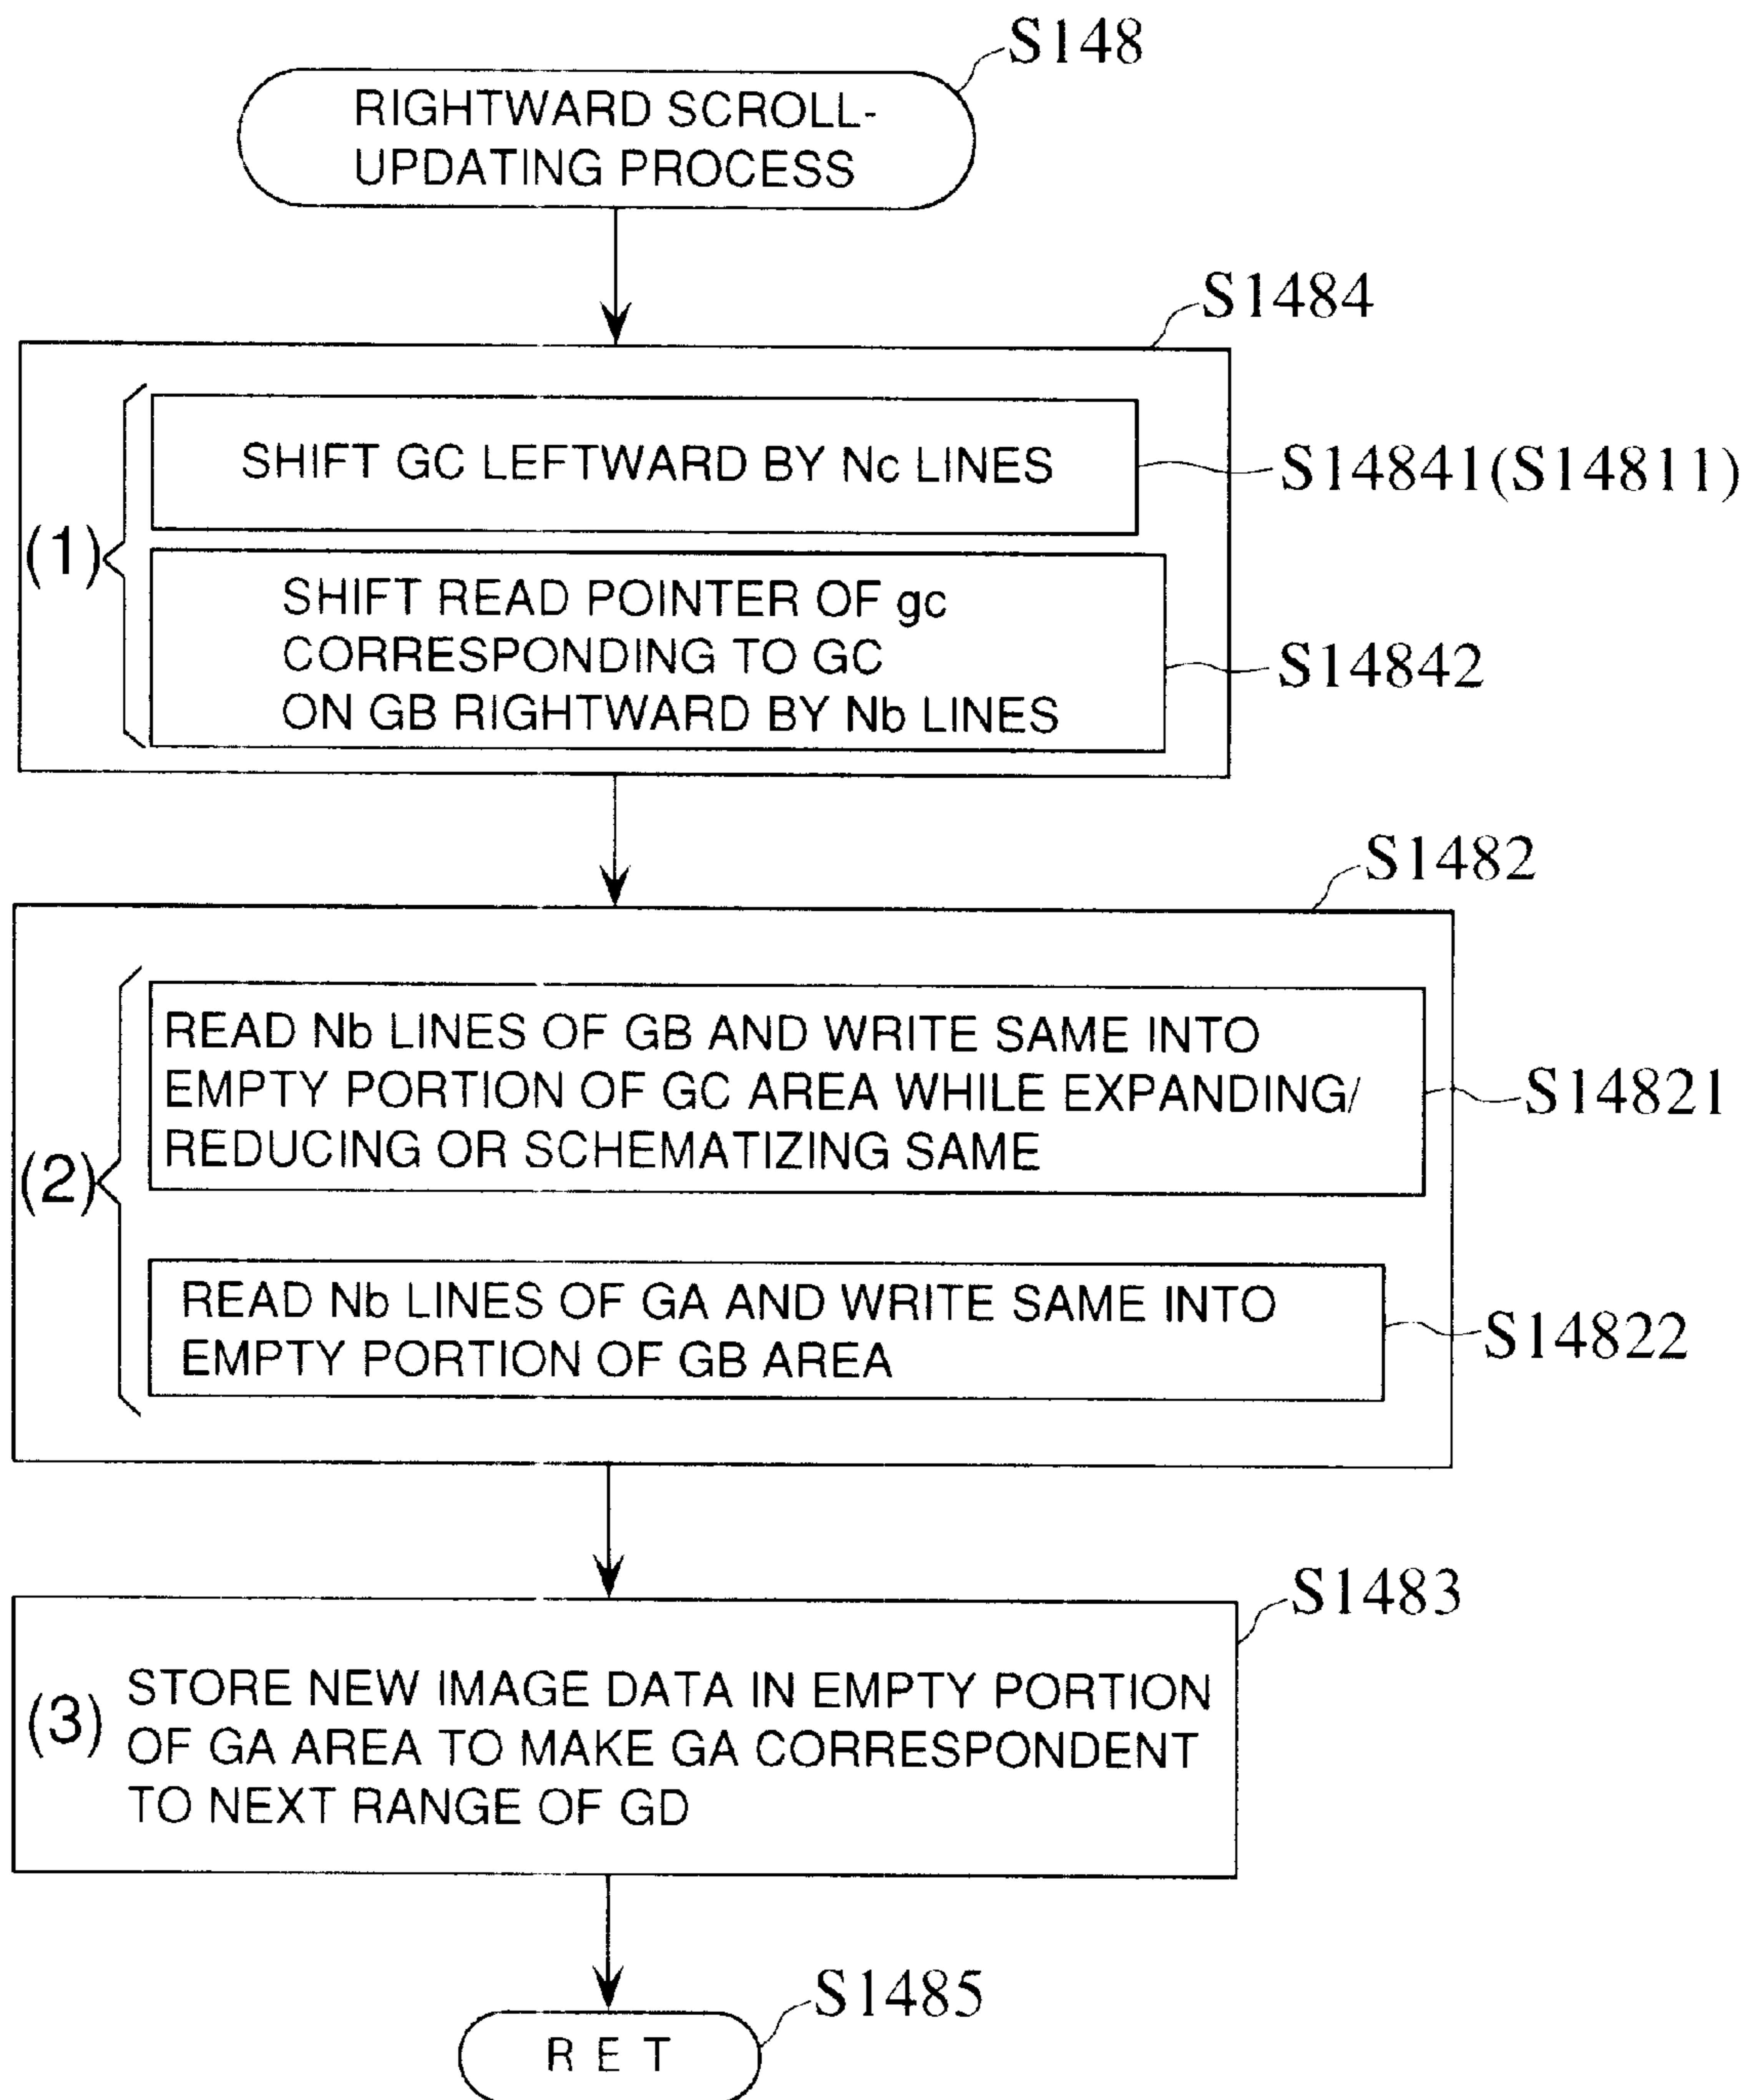 S148
RIGHTWARD SCROLL-
UPDATING PROCESS
S1484
(1)
SHIFT GC LEFTWARD BY Nc LINES
S14841(S14811)
SHIFT READ POINTER OF gc
CORRESPONDING TO GC
ON GB RIGHTWARD BY Nb LINES
S14842
S1482
(2)
READ Nb LINES OF GB AND WRITE SAME INTO
EMPTY PORTION OF GC AREA WHILE EXPANDING/
REDUCING OR SCHEMATIZING SAME
S14821
READ Nb LINES OF GA AND WRITE SAME INTO
EMPTY PORTION OF GB AREA
S14822
S1483
(3)
STORE NEW IMAGE DATA IN EMPTY PORTION
OF GA AREA TO MAKE GA CORRESPONDENT
TO NEXT RANGE OF GD
S1485
RET